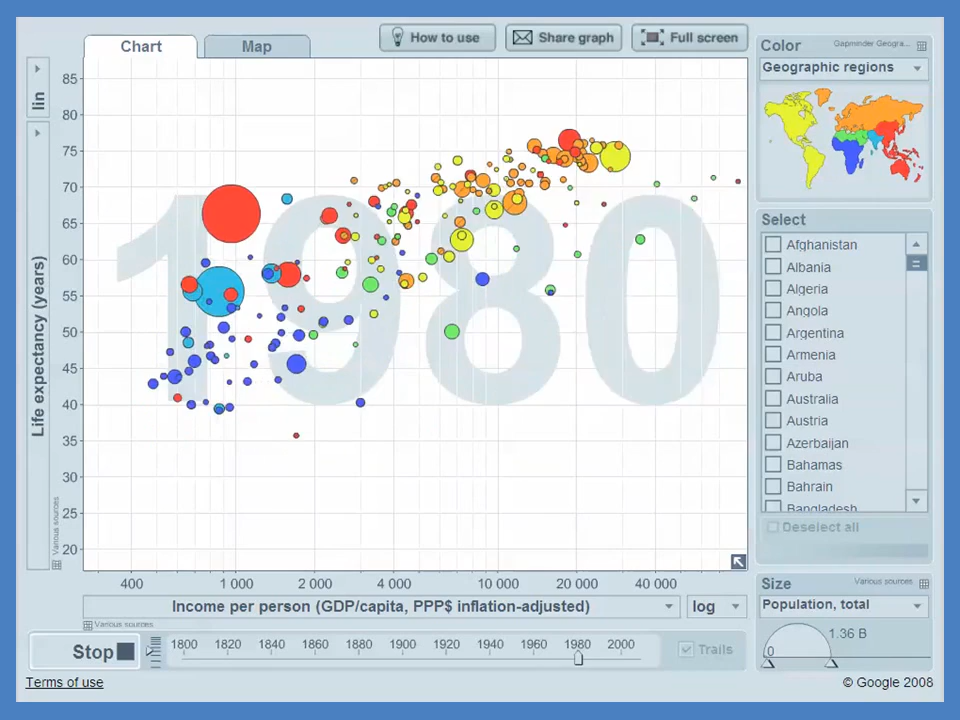 Chart
Map
How to use
Share graph
Full screen
Color
Gapminder Geogra...
Geographic regions
lin
Life expectancy (years)
Various sources
85
80
75
70
65
60
55
50
45
40
35
30
25
20
1980
400
1 000
2 000
4 000
10 000
20 000
40 000
Income per person (GDP/capita, PPP$ inflation-adjusted)
log
Various sources
Select
Afghanistan
Albania
Algeria
Angola
Argentina
Armenia
Aruba
Australia
Austria
Azerbaijan
Bahamas
Bahrain
Bangladesh
Deselect all
Size
Various sources
Population, total
1.36 B
0
Stop
1800
1820
1840
1860
1880
1900
1920
1940
1960
1980
2000
Trails
Terms of use
© Google 2008